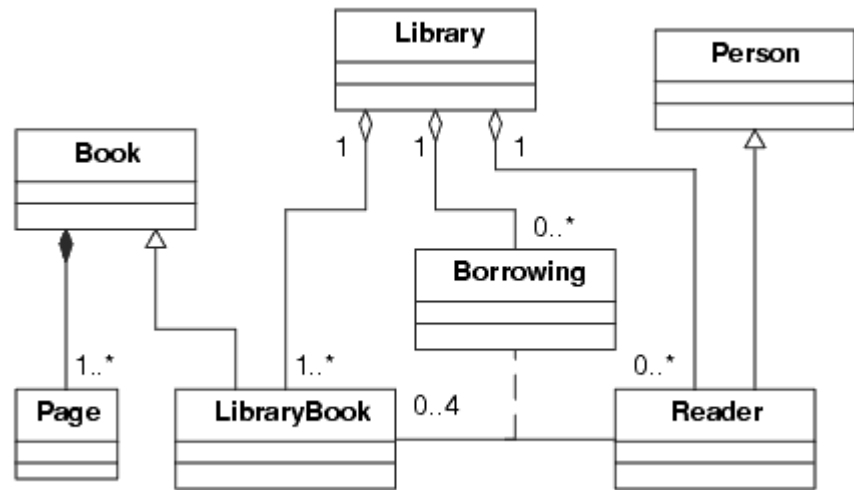 Library
Person
Book
1
1
1
0..*
Borrowing
1..*
1..*
0..*
Page
LibraryBook
0..4
Reader